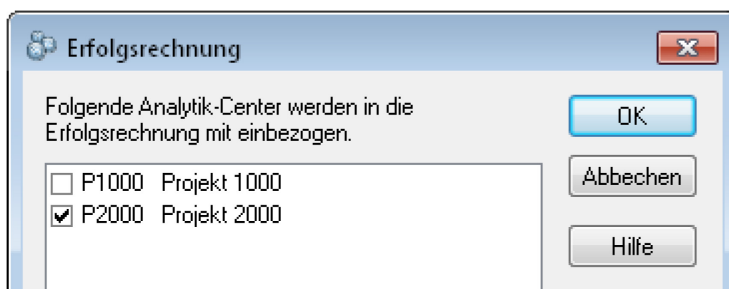 Erfolgsrechnung
Folgende Analytik-Center werden in die
Erfolgsrechnung mit einbezogen.
OK
P1000 Projekt 1000
Abbechen
P2000 Projekt 2000
Hilfe